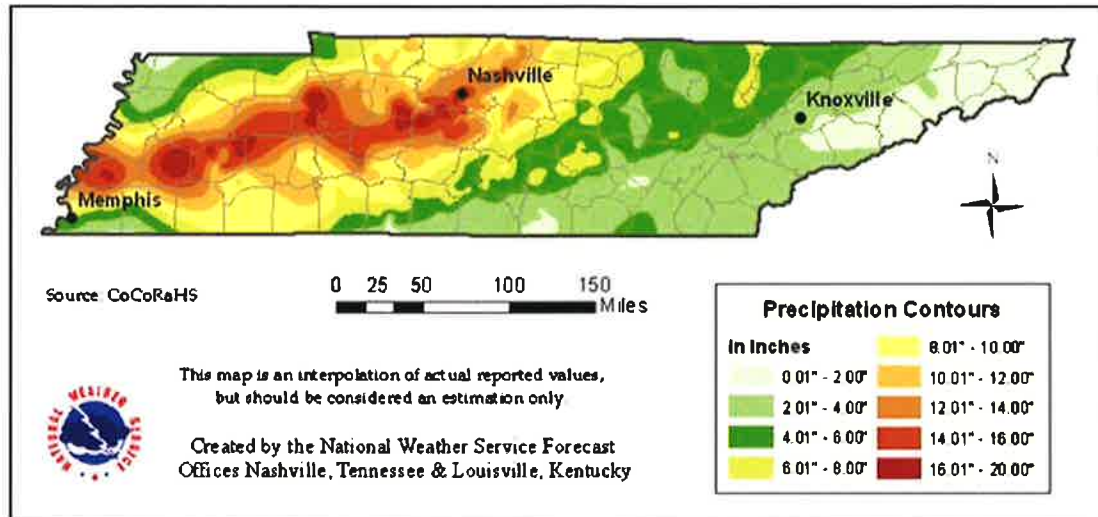 Nashville
Knoxville
Memphis
N
Source: CoCoRaHS
0 25 50 100 150
Miles
This map is an interpolation of actual reported values,
but should be considered an estimation only
Created by the National Weather Service Forecast
Offices Nashville, Tennessee & Louisville, Kentucky
NATIONAL WEATHER SERVICE
Precipitation Contours
In Inches
0.01" - 2.00"
2.01" - 4.00"
4.01" - 6.00"
6.01" - 8.00"
8.01" - 10.00"
10.01" - 12.00"
12.01" - 14.00"
14.01" - 16.00"
16.01" - 20.00"